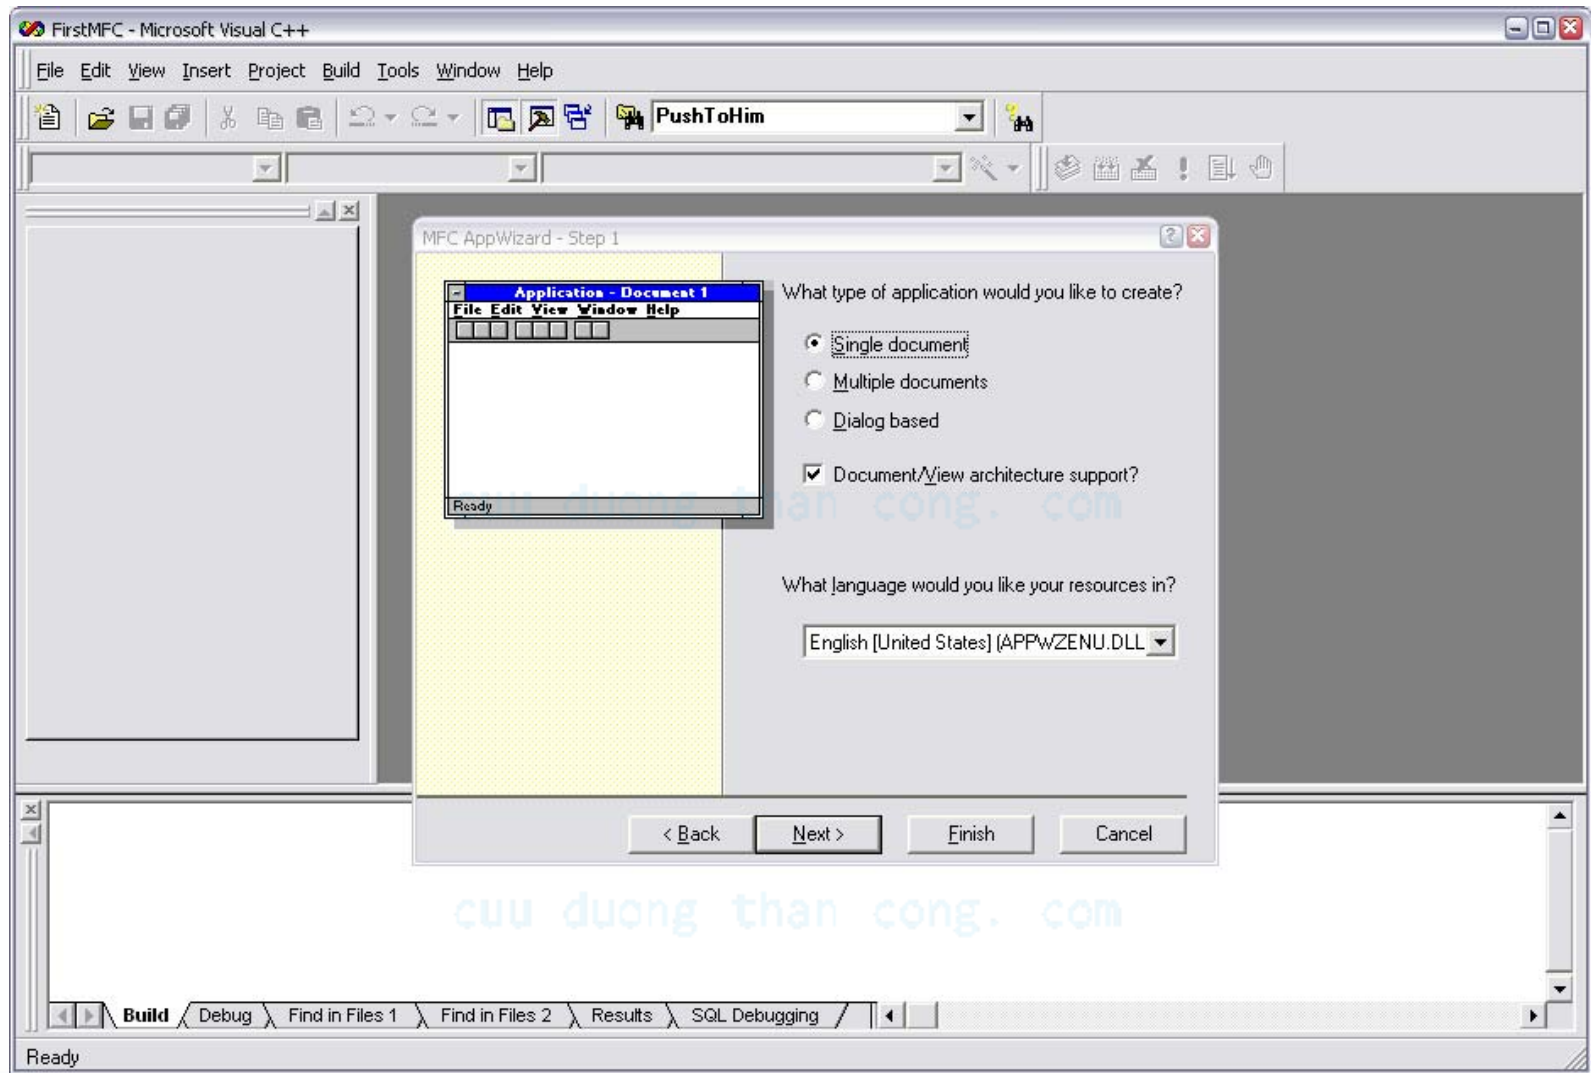 FirstMFC - Microsoft Visual C++
File Edit View Insert Project Build Tools Window Help
PushToHim
MFC AppWizard - Step 1
Application - Document 1
File Edit View Window Help
Ready
What type of application would you like to create?
Single document
Multiple documents
Dialog based
Document/View architecture support?
cuu duong than cong. com
What language would you like your resources in?
English [United States] (APPWZENU.DLL
< Back Next > Finish Cancel
cuu duong than cong. com
Build Debug Find in Files 1 Find in Files 2 Results SQL Debugging
Ready